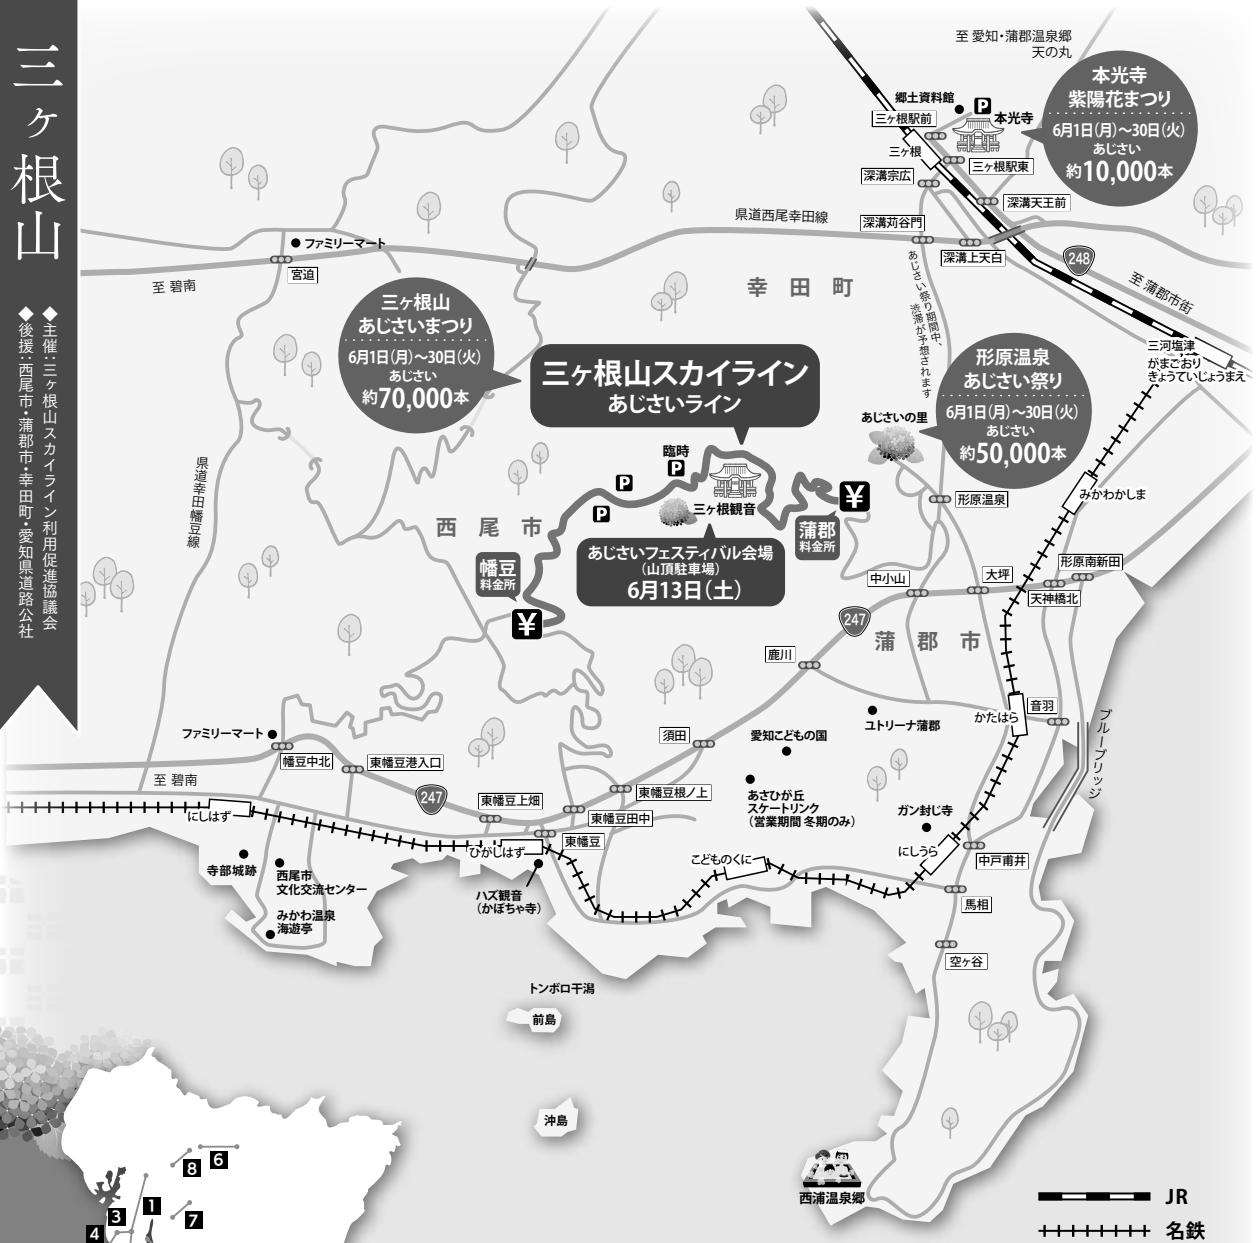 三ヶ根山
◆主催:三ヶ根山スカイライン利用促進協議会
◆後援:西尾市・蒲郡市・幸田町・愛知県道路公社
至 愛知・蒲郡温泉郷
天の丸
本光寺
紫陽花まつり
6月1日(月)〜30日(火)
あじさい
約10,000本
郷土資料館
P
本光寺
三ヶ根駅前
三ヶ根
三ヶ根駅東
深溝宗広
深溝天王前
県道西尾幸田線
深溝苅谷門
深溝上天白
248
至 蒲郡市街
ファミリーマート
宮迫
至 碧南
幸田町
あじさい祭り期間中、
渋滞が予想されます
三ヶ根山
あじさいまつり
6月1日(月)〜30日(火)
あじさい
約70,000本
三ヶ根山スカイライン
あじさいライン
形原温泉
あじさい祭り
6月1日(月)〜30日(火)
あじさい
約50,000本
三河塩津
がまごおり
きょうていじょうまえ
あじさいの里
県道幸田幡豆線
臨時
P
P
P
三ヶ根観音
¥
蒲郡
料金所
形原温泉
みかわかしま
西尾市
幡豆
料金所
¥
あじさいフェスティバル会場
(山頂駐車場)
6月13日(土)
中小山
大坪
形原南新田
天神橋北
247
蒲郡市
鹿川
音羽
かたはら
ブルーブリッジ
ユトリーナ蒲郡
須田
愛知こどもの国
ファミリーマート
幡豆中北
東幡豆港入口
至 碧南
247
東幡豆上畑
東幡豆根ノ上
東幡豆田中
東幡豆
あさひが丘
スケートリンク
(営業期間 冬期のみ)
ガン封じ寺
にしはず
ひがしはず
こどものくに
にしうら
中戸甫井
馬相
空ヶ谷
寺部城跡
西尾市
文化交流センター
みかわ温泉
海遊亭
ハズ観音
(かぼちゃ寺)
トンボロ干潟
前島
沖島
西浦温泉郷
8
6
1
3
7
4
JR
名鉄